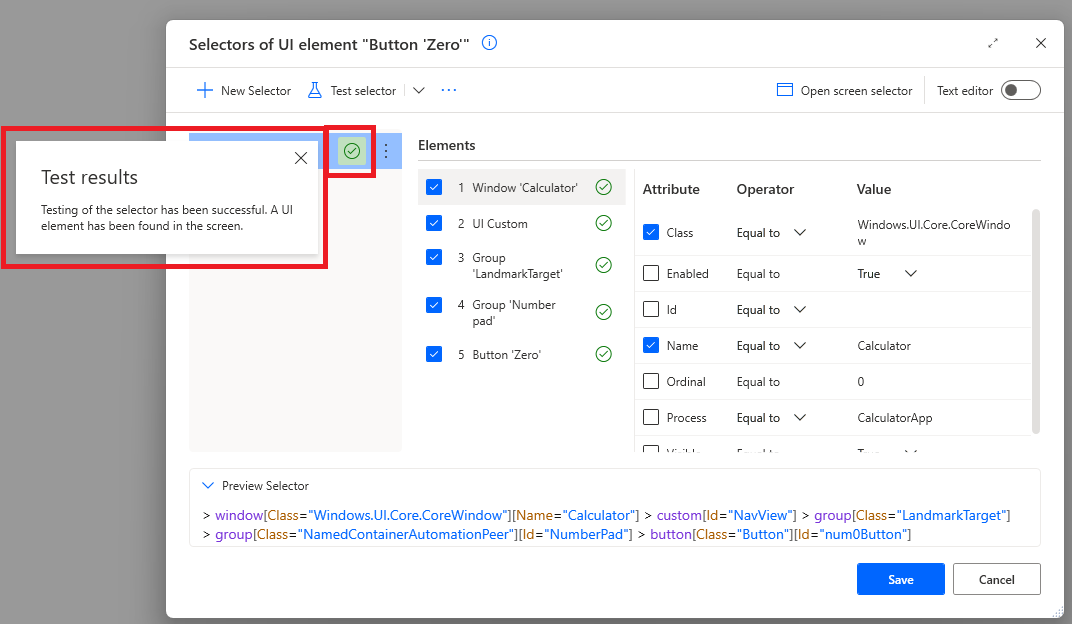 Selectors of UI element "Button 'Zero'"
New Selector Test selector Open screen selector Text editor
Test results
Testing of the selector has been successful. A UI
element has been found in the screen.
Elements
1 Window 'Calculator'
2 UI Custom
3 Group
'LandmarkTarget'
4 Group 'Number
pad'
5 Button 'Zero'
Attribute Operator Value
Class Equal to Windows.UI.Core.CoreWindo
w
Enabled Equal to True
Id Equal to
Name Equal to Calculator
Ordinal Equal to 0
Process Equal to CalculatorApp
Preview Selector
> window[Class="Windows.UI.Core.CoreWindow"][Name="Calculator"] > custom[Id="NavView"] > group[Class="LandmarkTarget"]
> group[Class="NamedContainerAutomationPeer"][Id="NumberPad"] > button[Class="Button"][Id="num0Button"]
Save Cancel